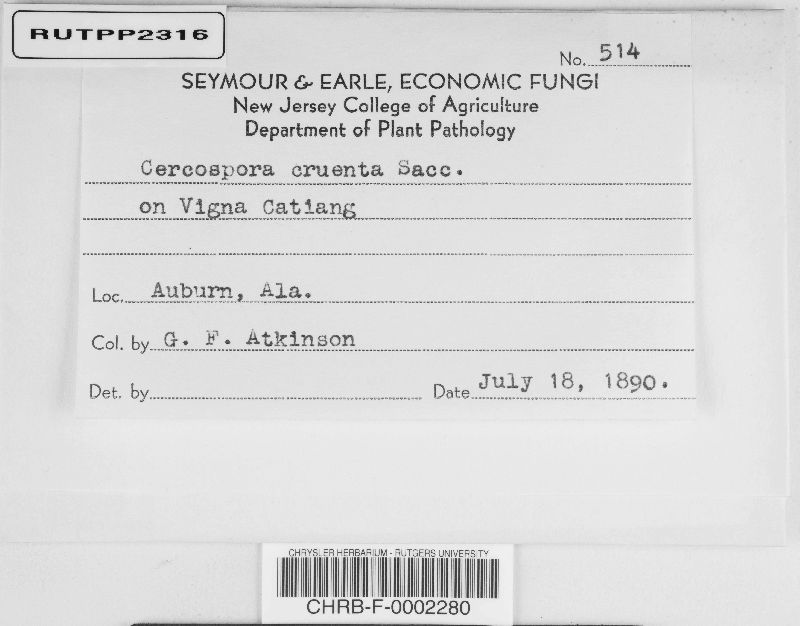 RUTPP2316
No. 514
SEYMOUR & EARLE, ECONOMIC FUNGI
New Jersey College of Agriculture
Department of Plant Pathology
Cercospora cruenta Sacc.
on Vigna Catiang
Loc. Auburn, Ala.
Col. by G. F. Atkinson
Det. by
Date July 18, 1890.
CHRYSLER HERBARIUM - RUTGERS UNIVERSITY
CHRB-F-0002280